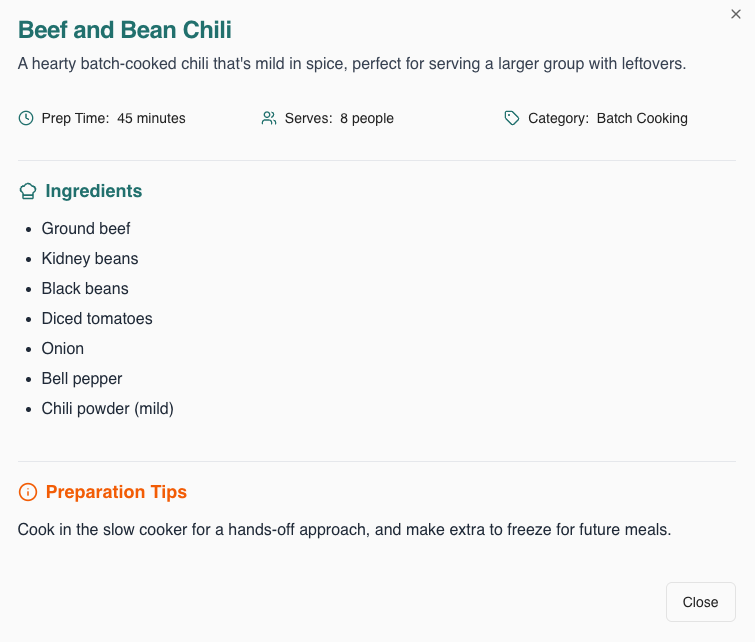 Beef and Bean Chili
A hearty batch-cooked chili that's mild in spice, perfect for serving a larger group with leftovers.
Prep Time: 45 minutes
Serves: 8 people
Category: Batch Cooking
Ingredients
Ground beef
Kidney beans
Black beans
Diced tomatoes
Onion
Bell pepper
Chili powder (mild)
Preparation Tips
Cook in the slow cooker for a hands-off approach, and make extra to freeze for future meals.
Close